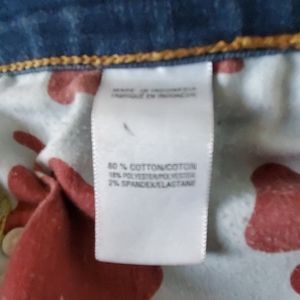 MADE IN INDONESIA
FABRIQUÉ EN INDONÉSIE
80 % COTTON/COTON
18% POLYESTER/POLYESTER
2% SPANDEX/ELASTANE